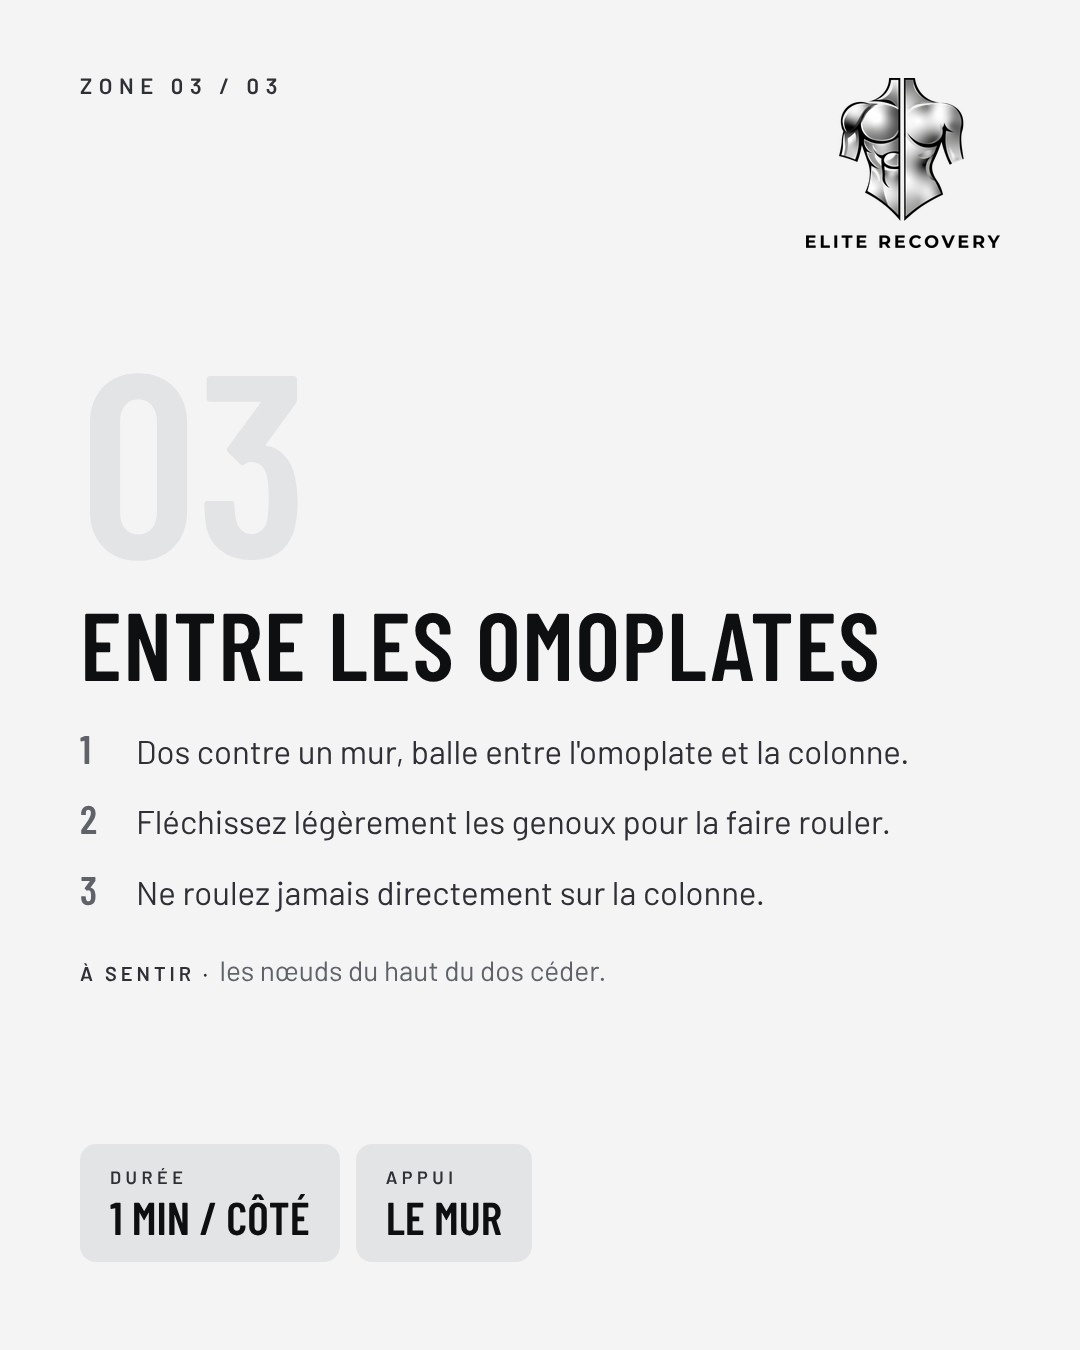 ZONE 03 / 03
ELITE RECOVERY
03
ENTRE LES OMOPLATES
1 Dos contre un mur, balle entre l'omoplate et la colonne.
2 Fléchissez légèrement les genoux pour la faire rouler.
3 Ne roulez jamais directement sur la colonne.
À SENTIR · les nœuds du haut du dos céder.
DURÉE
1 MIN / CÔTÉ
APPUI
LE MUR